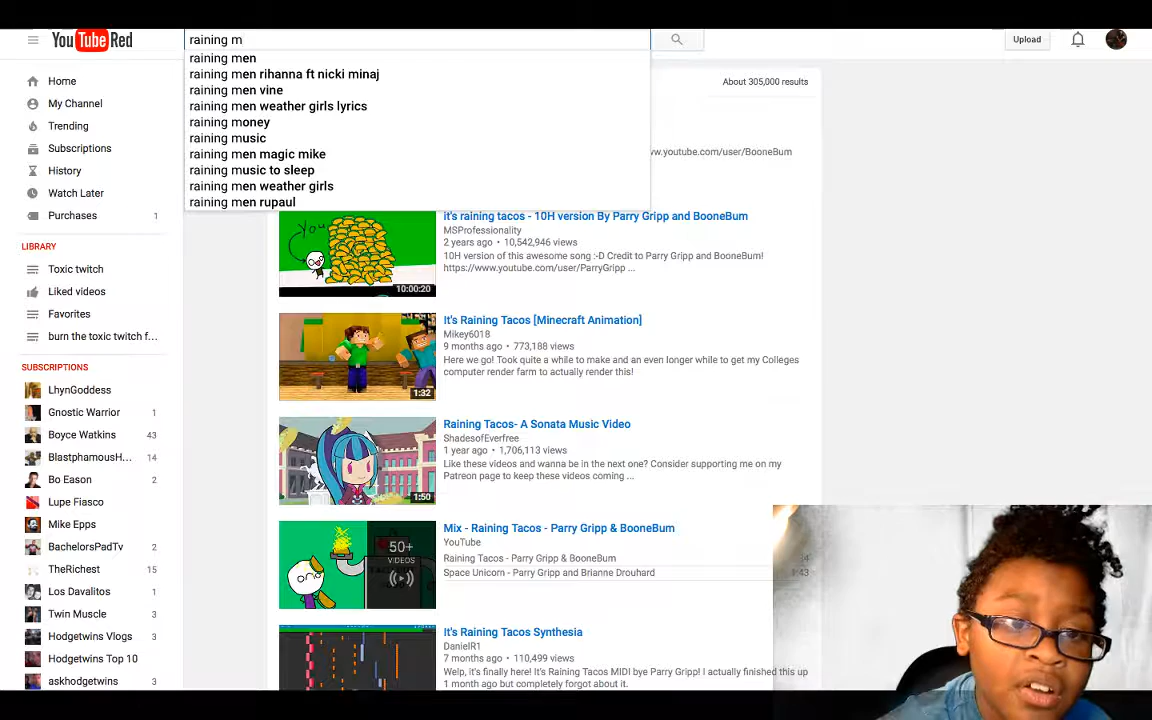 YouTube Red
raining m
Upload
raining men
raining men rihanna ft nicki minaj
raining men vine
raining men weather girls lyrics
raining money
raining music
raining men magic mike
raining music to sleep
raining men weather girls
raining men rupaul
About 305,000 results
ww.youtube.com/user/BooneBum
Home
My Channel
Trending
Subscriptions
History
Watch Later
Purchases 1
LIBRARY
Toxic twitch
Liked videos
Favorites
burn the toxic twitch f...
SUBSCRIPTIONS
LhynGoddess
Gnostic Warrior 1
Boyce Watkins 43
BlastphamousH... 14
Bo Eason 2
Lupe Fiasco
Mike Epps
BachelorsPadTv 2
TheRichest 15
Los Davalitos 1
Twin Muscle 3
Hodgetwins Vlogs 3
Hodgetwins Top 10
askhodgetwins 3
You
10:00:20
it's raining tacos - 10H version By Parry Gripp and BooneBum
MSProfessionality
2 years ago • 10,542,946 views
10H version of this awesome song :-D Credit to Parry Gripp and BooneBum!
https://www.youtube.com/user/ParryGripp ...
1:32
It's Raining Tacos [Minecraft Animation]
Mikey6018
9 months ago • 773,188 views
Here we go! Took quite a while to make and an even longer while to get my Colleges
computer render farm to actually render this!
1:50
Raining Tacos- A Sonata Music Video
ShadesofEverfree
1 year ago • 1,706,113 views
Like these videos and wanna be in the next one? Consider supporting me on my
Patreon page to keep these videos coming ...
50+
VIDEOS
Mix - Raining Tacos - Parry Gripp & BooneBum
YouTube
Raining Tacos - Parry Gripp & BooneBum
Space Unicorn - Parry Gripp and Brianne Drouhard 1:43
It's Raining Tacos Synthesia
DanielR1
7 months ago • 110,499 views
Welp, it's finally here! It's Raining Tacos MIDI bye Parry Gripp! I actually finished this up
1 month ago but completely forgot about it.